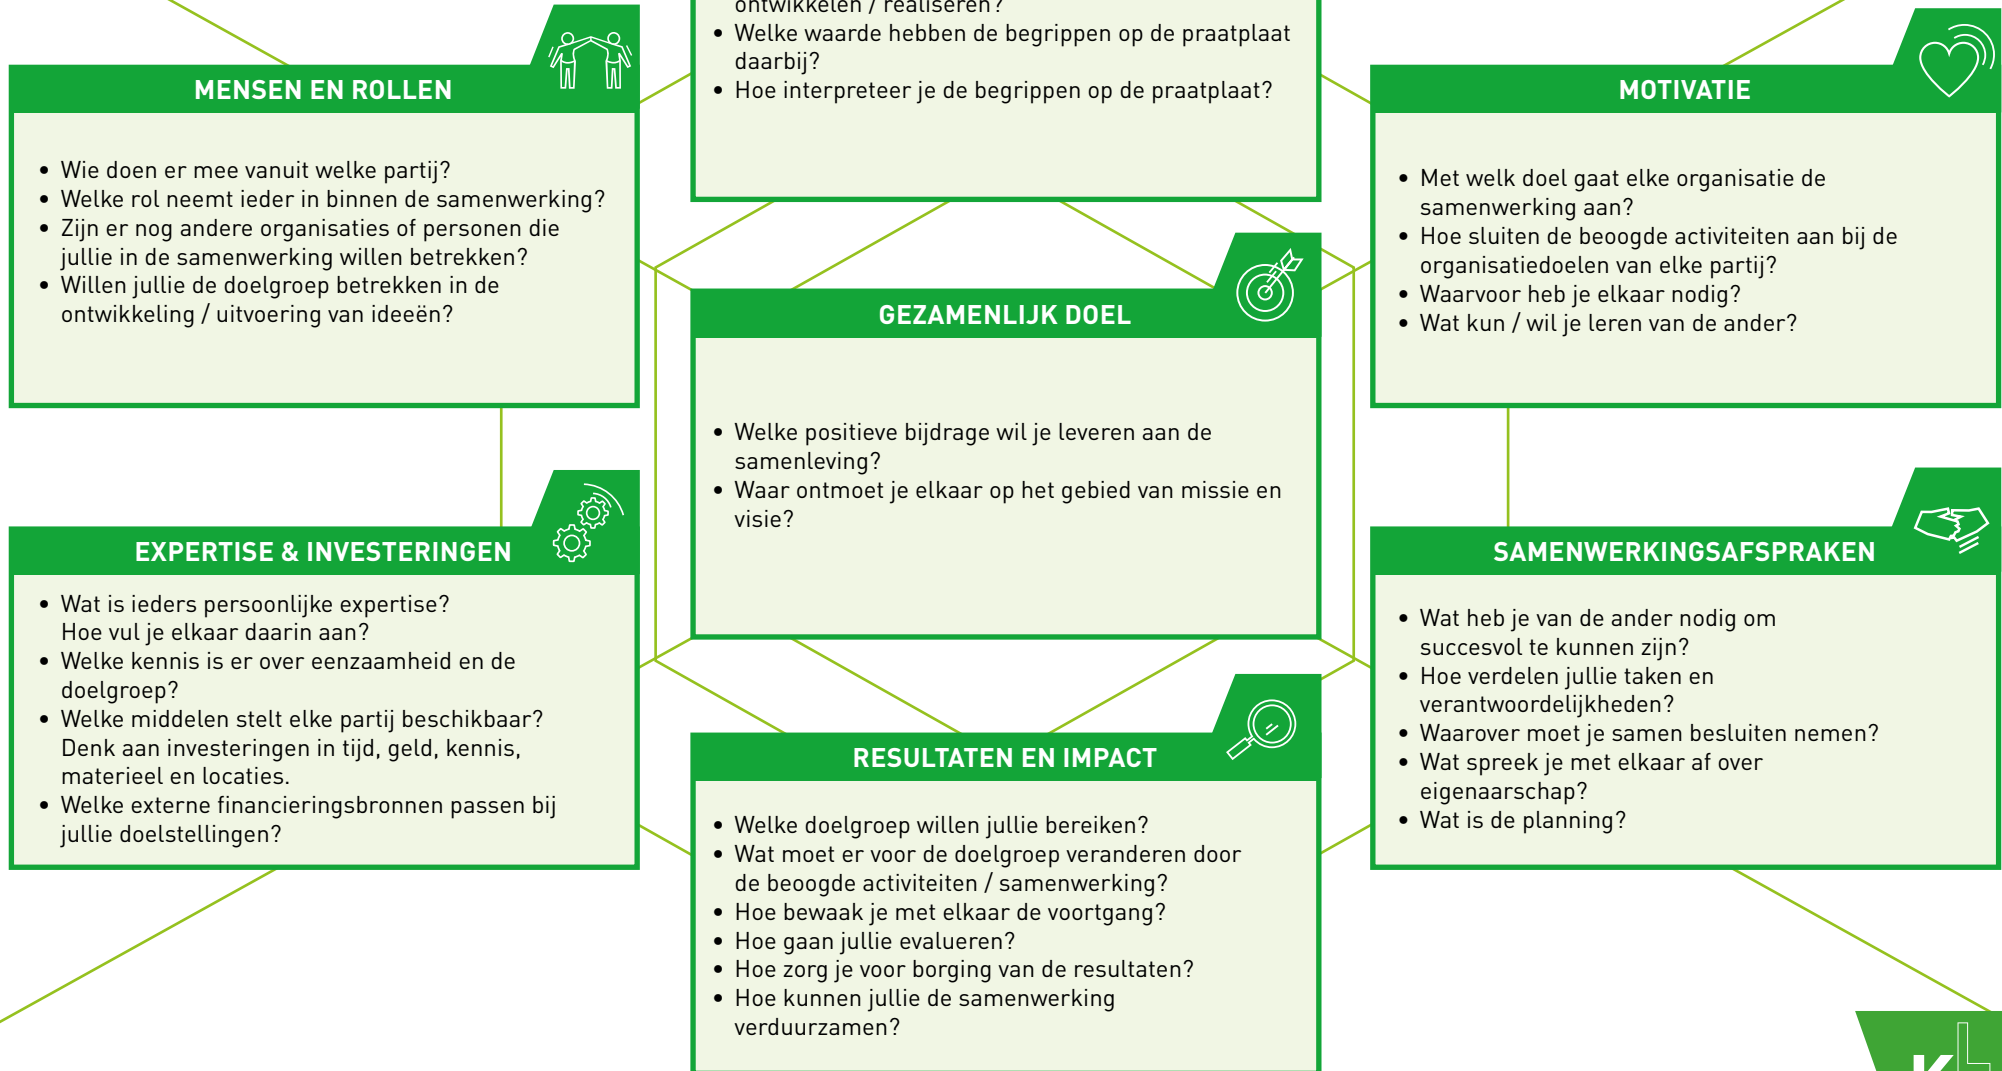 ontwikkelen / realiseren?
• Welke waarde hebben de begrippen op de praatplaat
daarbij?
• Hoe interpreteer je de begrippen op de praatplaat?
MENSEN EN ROLLEN
• Wie doen er mee vanuit welke partij?
• Welke rol neemt ieder in binnen de samenwerking?
• Zijn er nog andere organisaties of personen die
jullie in de samenwerking willen betrekken?
• Willen jullie de doelgroep betrekken in de
ontwikkeling / uitvoering van ideeën?
MOTIVATIE
• Met welk doel gaat elke organisatie de
samenwerking aan?
• Hoe sluiten de beoogde activiteiten aan bij de
organisatiedoelen van elke partij?
• Waarvoor heb je elkaar nodig?
• Wat kun / wil je leren van de ander?
GEZAMENLIJK DOEL
• Welke positieve bijdrage wil je leveren aan de
samenleving?
• Waar ontmoet je elkaar op het gebied van missie en
visie?
EXPERTISE & INVESTERINGEN
• Wat is ieders persoonlijke expertise?
Hoe vul je elkaar daarin aan?
• Welke kennis is er over eenzaamheid en de
doelgroep?
• Welke middelen stelt elke partij beschikbaar?
Denk aan investeringen in tijd, geld, kennis,
materieel en locaties.
• Welke externe financieringsbronnen passen bij
jullie doelstellingen?
SAMENWERKINGSAFSPRAKEN
• Wat heb je van de ander nodig om
succesvol te kunnen zijn?
• Hoe verdelen jullie taken en
verantwoordelijkheden?
• Waarover moet je samen besluiten nemen?
• Wat spreek je met elkaar af over
eigenaarschap?
• Wat is de planning?
RESULTATEN EN IMPACT
• Welke doelgroep willen jullie bereiken?
• Wat moet er voor de doelgroep veranderen door
de beoogde activiteiten / samenwerking?
• Hoe bewaak je met elkaar de voortgang?
• Hoe gaan jullie evalueren?
• Hoe zorg je voor borging van de resultaten?
• Hoe kunnen jullie de samenwerking
verduurzamen?
KL